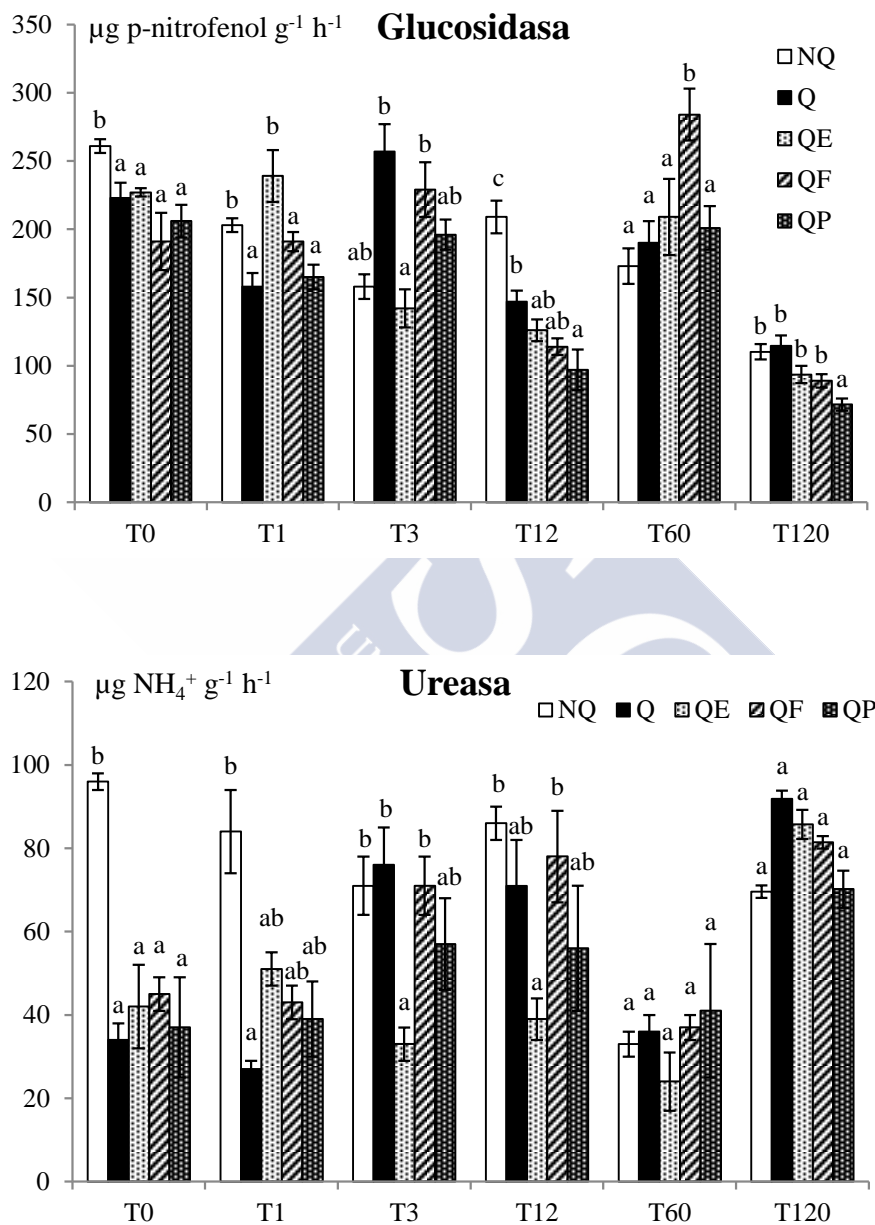 µg p-nitrofenol g⁻¹ h⁻¹ Glucosidasa
350
300
250
200
150
100
50
0
NQ
Q
QE
QF
QP
b a a a a
b a b a a
ab b a b ab
c b ab ab a
a a a b a
b b b b a
T0 T1 T3 T12 T60 T120
µg NH₄⁺ g⁻¹ h⁻¹ Ureasa
NQ Q QE QF QP
120
100
80
60
40
20
0
b a a a a
b a ab ab ab
b b a b ab
b ab a b ab
a a a a a
a a a a a
T0 T1 T3 T12 T60 T120